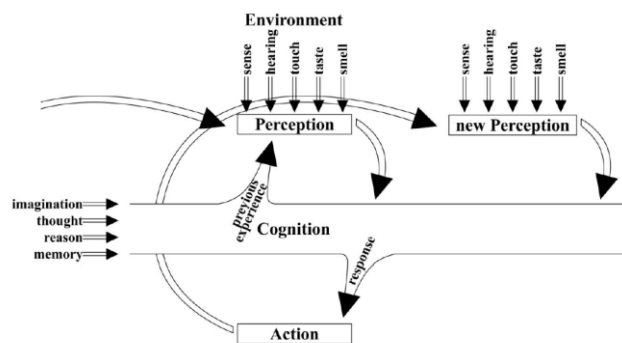 Environment
sense
hearing
touch
taste
smell
sense
hearing
touch
taste
smell
Perception
new Perception
imagination
thought
reason
memory
previous
experience
Cognition
response
Action